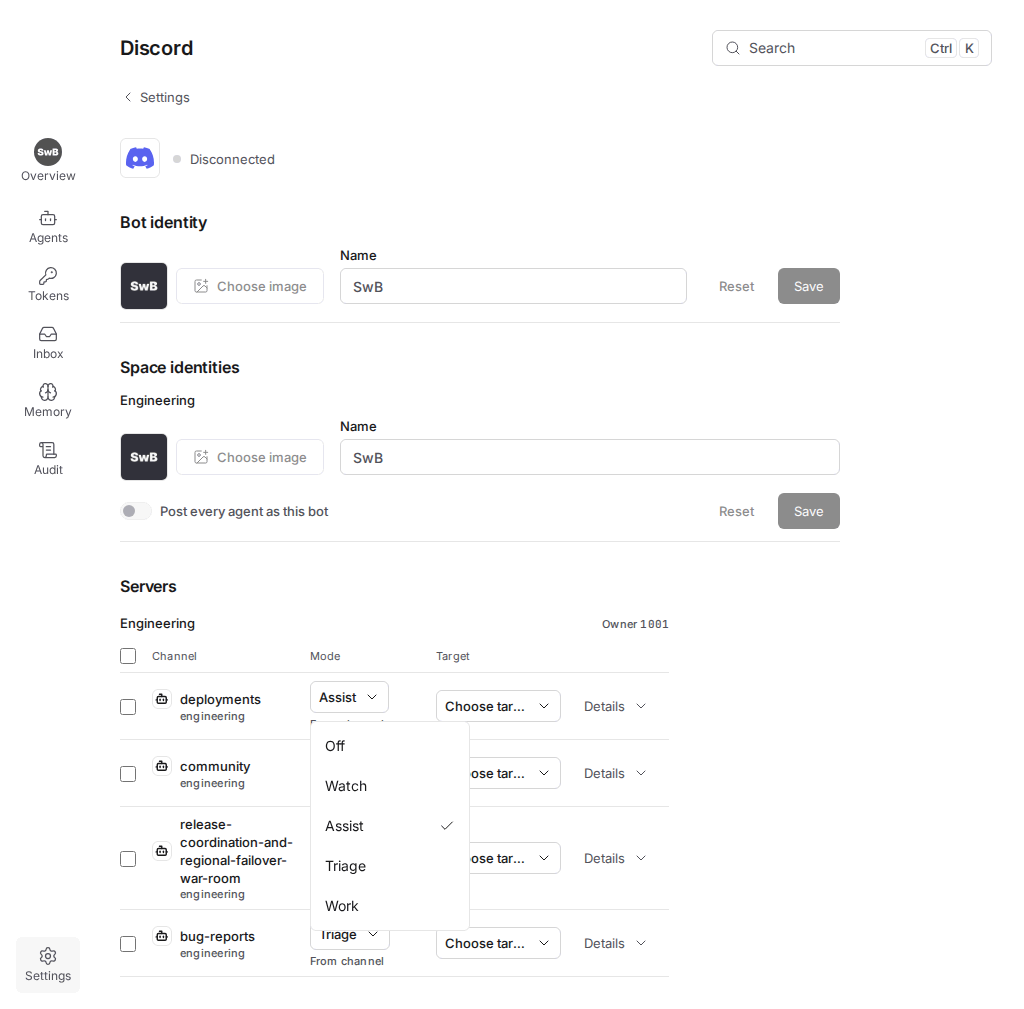 Discord
Search
Ctrl K
Settings
SwB
Overview
Disconnected
Agents
Tokens
Inbox
Memory
Audit
Settings
Bot identity
Name
SwB
Choose image
SwB
Reset
Save
Space identities
Engineering
Name
SwB
Choose image
SwB
Post every agent as this bot
Reset
Save
Servers
Engineering
Owner 1001
Channel
Mode
Target
deployments
engineering
Assist
Choose tar...
Details
community
engineering
ose tar...
Details
release-
coordination-and-
regional-failover-
war-room
engineering
ose tar...
Details
bug-reports
engineering
Triage
From channel
Choose tar...
Details
Off
Watch
Assist
Triage
Work